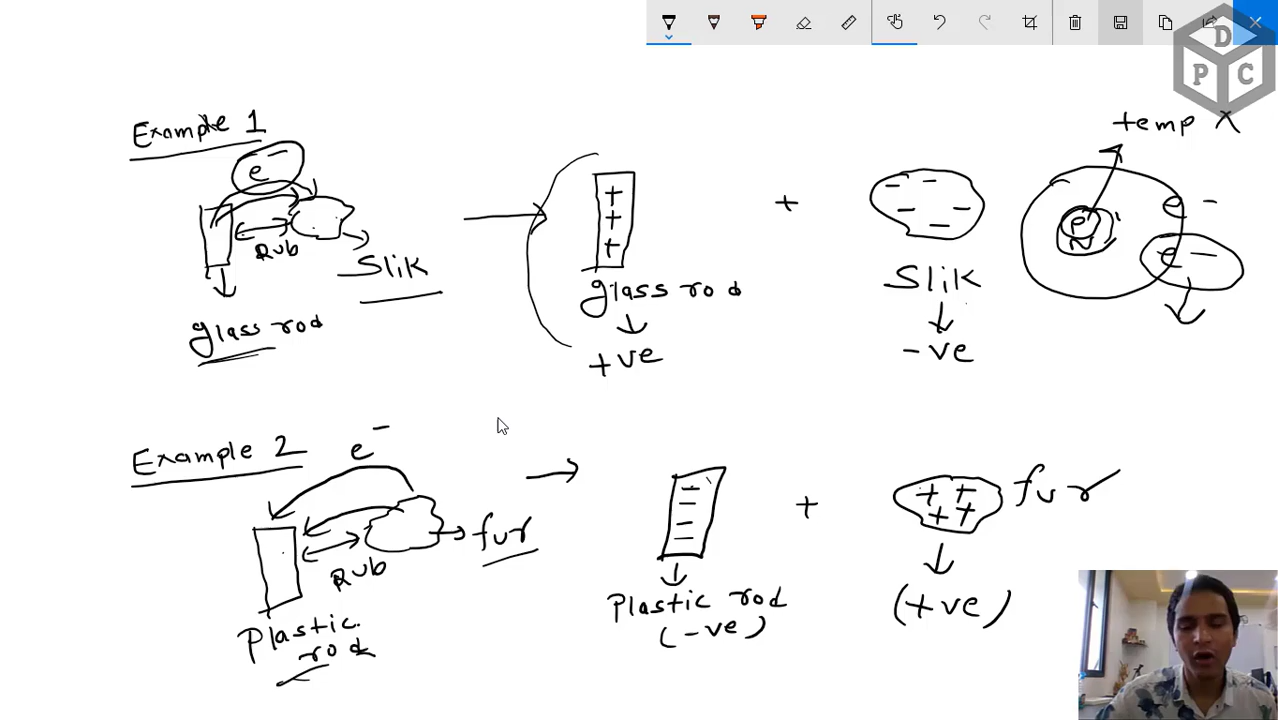 D
P C
temp X
Example 1
e-
Rub
Slik
glass rod
+
+
+
glass rod
+ve
+
- - - - -
Slik
-ve
e -
P
N
e -
Example 2
e-
Rub
fur
Plastic rod
- - - -
Plastic rod
(-ve)
+
+ +
+ +
fur
(+ve)